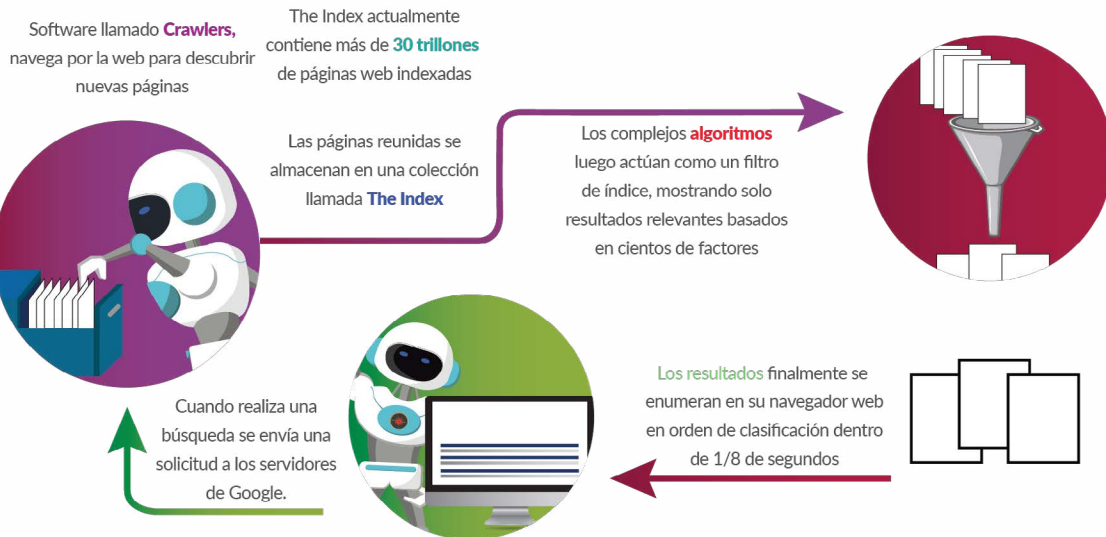 Software llamado Crawlers,
navega por la web para descubrir
nuevas páginas
The Index actualmente
contiene más de 30 trillones
de páginas web indexadas
Las páginas reunidas se
almacenan en una colección
llamada The Index
Los complejos algoritmos
luego actúan como un filtro
de índice, mostrando solo
resultados relevantes basados
en cientos de factores
Los resultados finalmente se
enumeran en su navegador web
en orden de clasificación dentro
de 1/8 de segundos
Cuando realiza una
búsqueda se envía una
solicitud a los servidores
de Google.